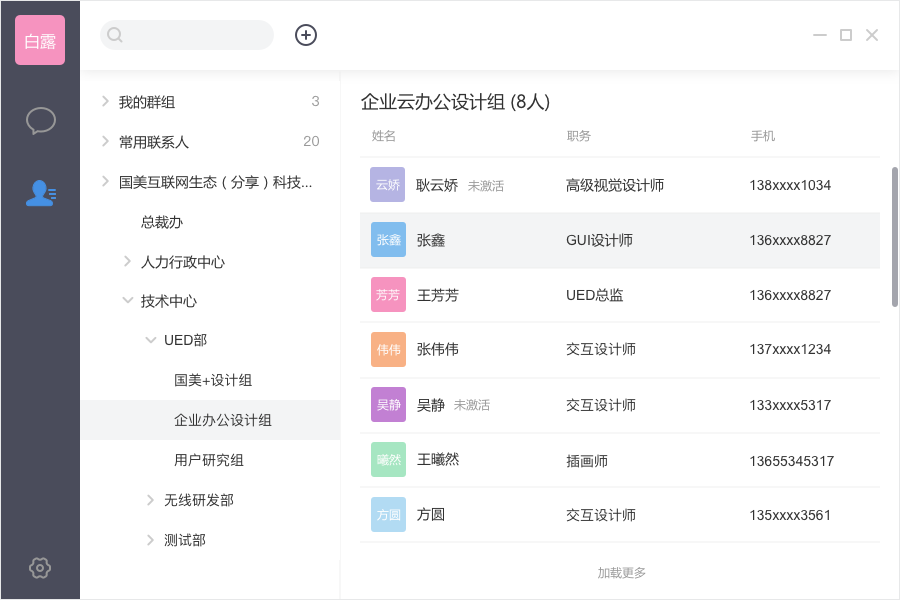 白露
我的群组 3
常用联系人 20
国美互联网生态（分享）科技...
总裁办
人力行政中心
技术中心
UED部
国美+设计组
企业办公设计组
用户研究组
无线研发部
测试部
企业云办公设计组 (8人)
姓名 职务 手机
云娇 耿云娇 未激活 高级视觉设计师 138xxxx1034
张鑫 张鑫 GUI设计师 136xxxx8827
芳芳 王芳芳 UED总监 136xxxx8827
伟伟 张伟伟 交互设计师 137xxxx1234
吴静 吴静 未激活 交互设计师 133xxxx5317
曦然 王曦然 插画师 13655345317
方圆 方圆 交互设计师 135xxxx3561
加载更多